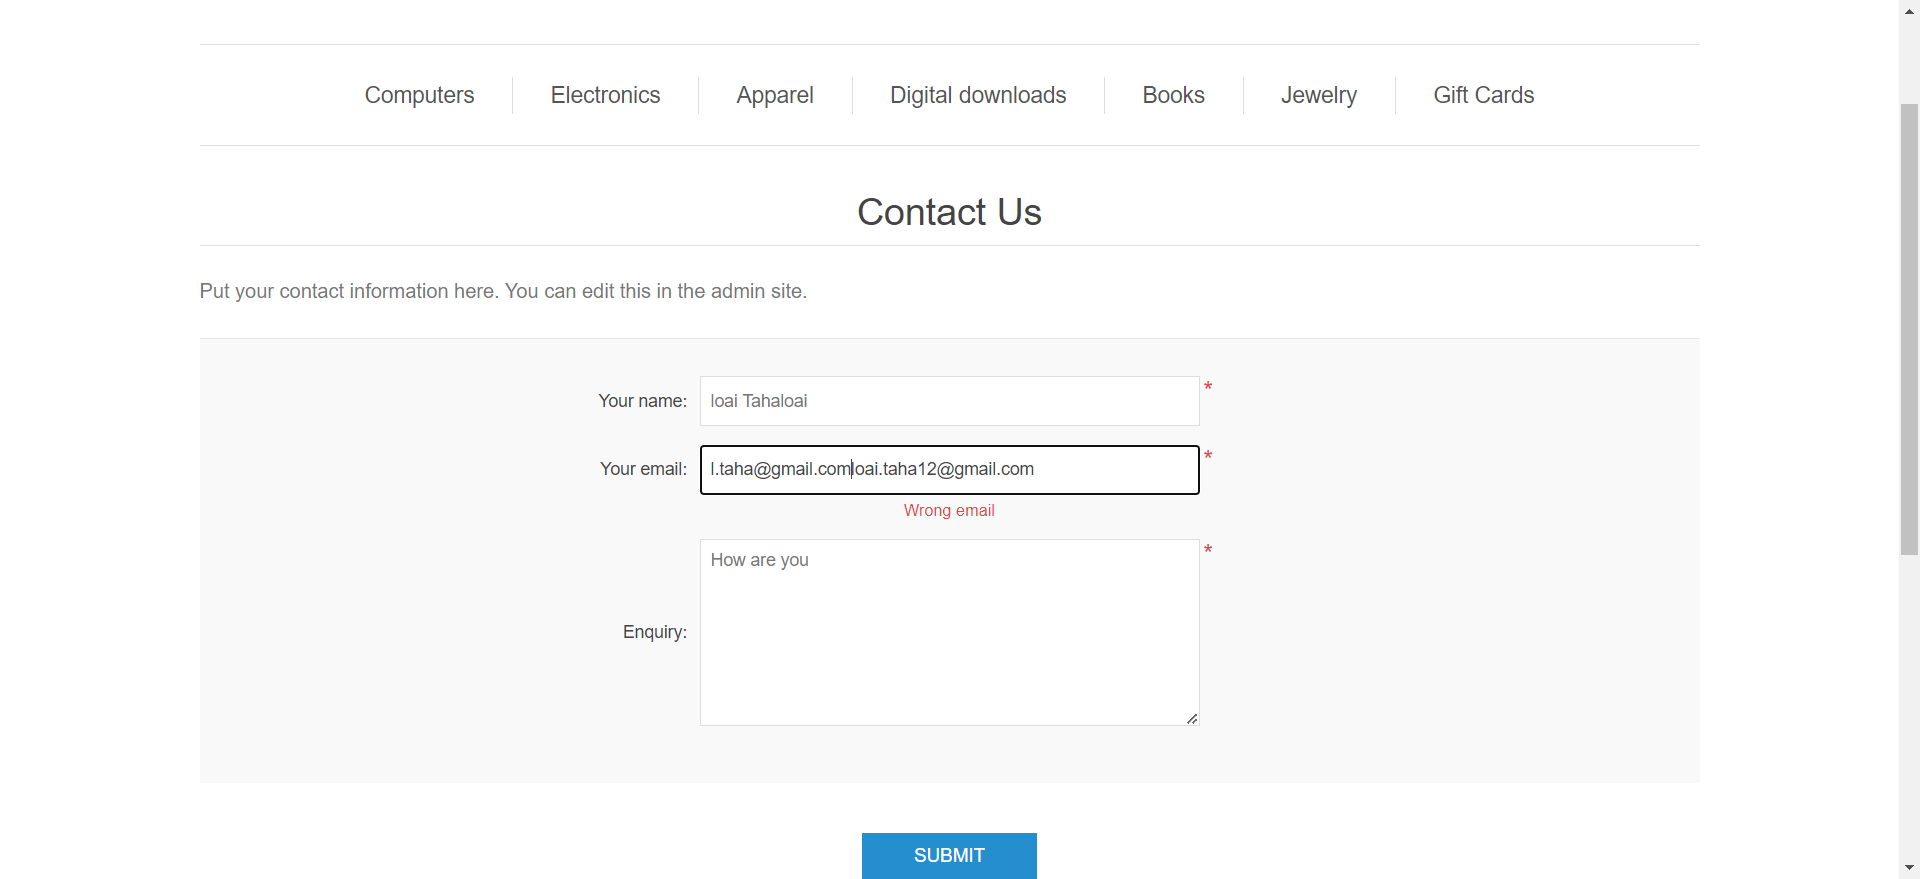 Computers Electronics Apparel Digital downloads Books Jewelry Gift Cards
Contact Us
Put your contact information here. You can edit this in the admin site.
Your name: loai Tahaloai *
Your email: l.taha@gmail.comloai.taha12@gmail.com *
Wrong email
Enquiry: How are you *
SUBMIT